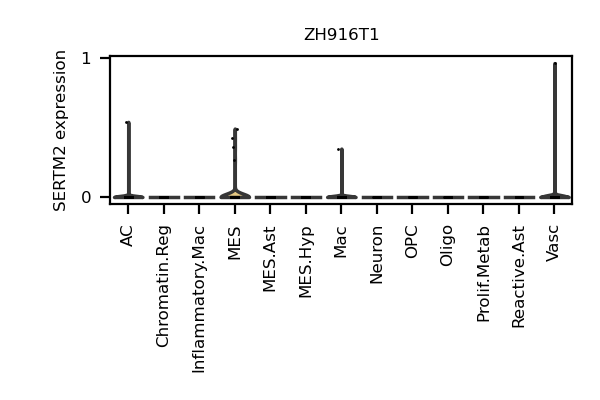 ZH916T1
SERTM2 expression
1
0
AC
Chromatin.Reg
Inflammatory.Mac
MES
MES.Ast
MES.Hyp
Mac
Neuron
OPC
Oligo
Prolif.Metab
Reactive.Ast
Vasc